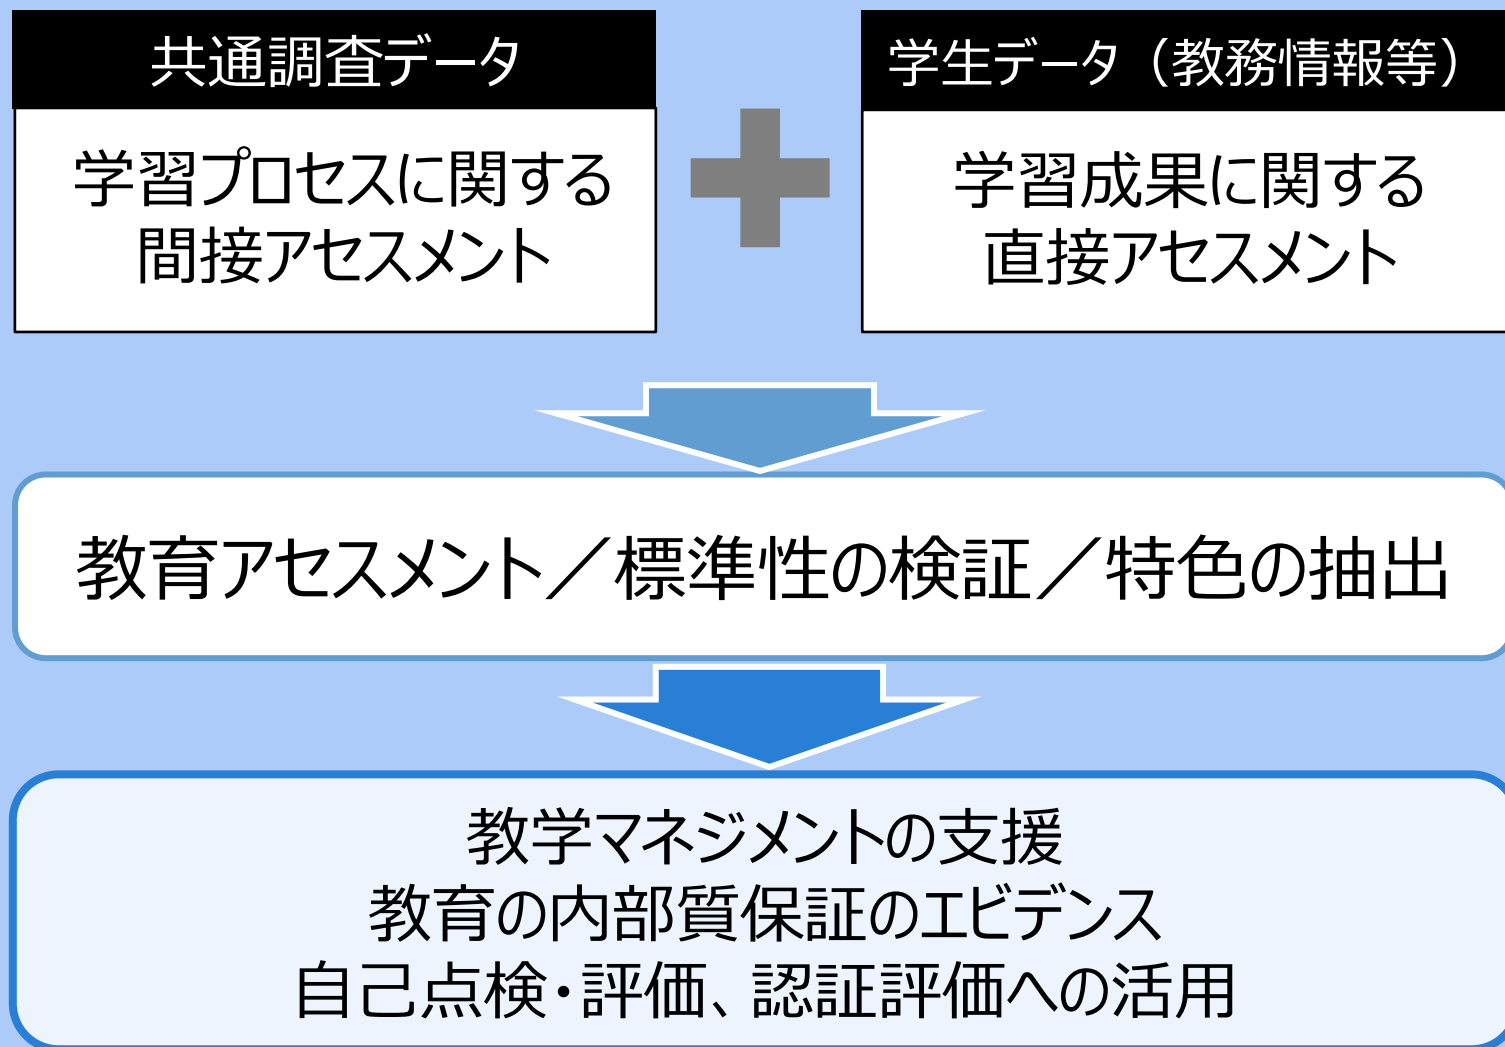 共通調査データ
学習プロセスに関する
間接アセスメント
学生データ（教務情報等）
学習成果に関する
直接アセスメント
教育アセスメント／標準性の検証／特色の抽出
教学マネジメントの支援
教育の内部質保証のエビデンス
自己点検・評価、認証評価への活用